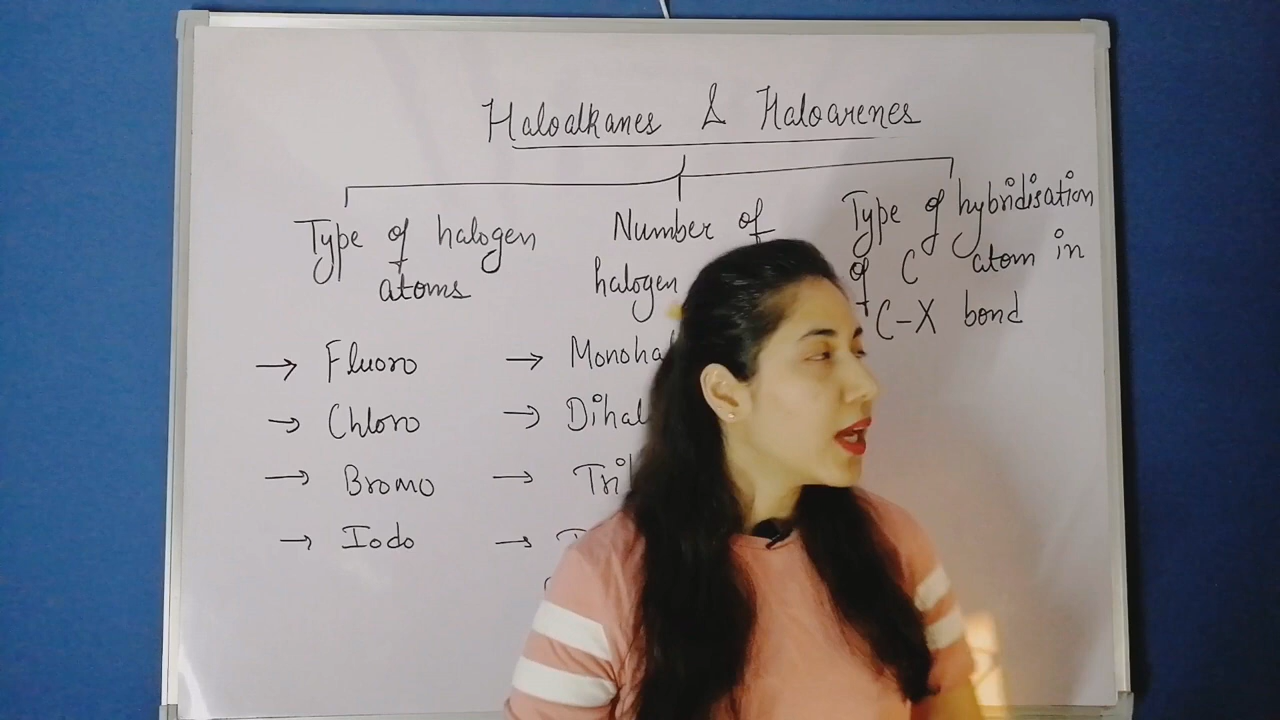 Haloalkanes & Haloarenes
Type of halogen
atoms
→ Fluoro
→ Chloro
→ Bromo
→ Iodo
Number of
halogen
→ Monoha
→ Dihal
→ Tri
→
Type of hybridisation
of C atom in
C-X bond